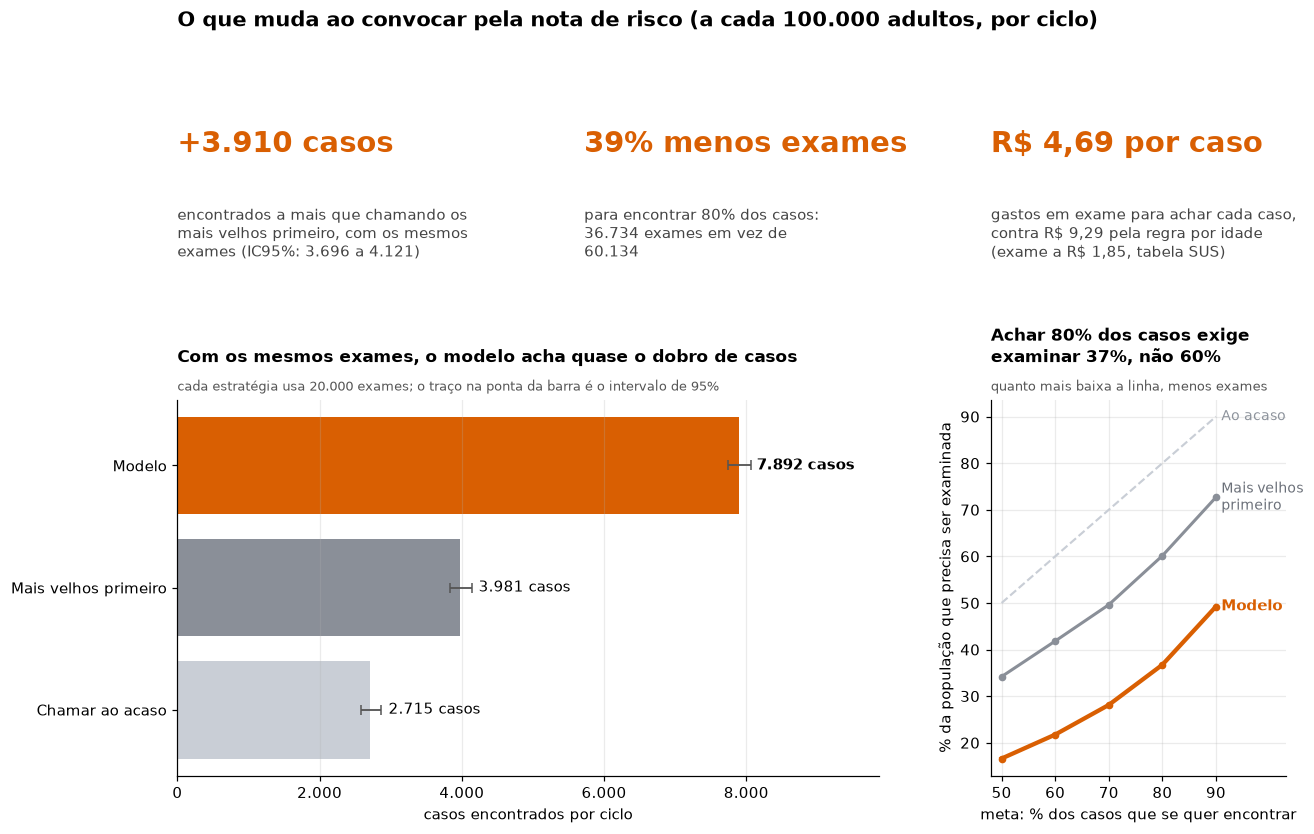 O que muda ao convocar pela nota de risco (a cada 100.000 adultos, por ciclo)
+3.910 casos
encontrados a mais que chamando os
mais velhos primeiro, com os mesmos
exames (IC95%: 3.696 a 4.121)
39% menos exames
para encontrar 80% dos casos:
36.734 exames em vez de
60.134
R$ 4,69 por caso
gastos em exame para achar cada caso,
contra R$ 9,29 pela regra por idade
(exame a R$ 1,85, tabela SUS)
Com os mesmos exames, o modelo acha quase o dobro de casos
cada estratégia usa 20.000 exames; o traço na ponta da barra é o intervalo de 95%
Modelo
7.892 casos
Mais velhos primeiro
3.981 casos
Chamar ao acaso
2.715 casos
0
2.000
4.000
6.000
8.000
casos encontrados por ciclo
Achar 80% dos casos exige
examinar 37%, não 60%
quanto mais baixa a linha, menos exames
% da população que precisa ser examinada
90
80
70
60
50
40
30
20
Ao acaso
Mais velhos
primeiro
Modelo
50
60
70
80
90
meta: % dos casos que se quer encontrar